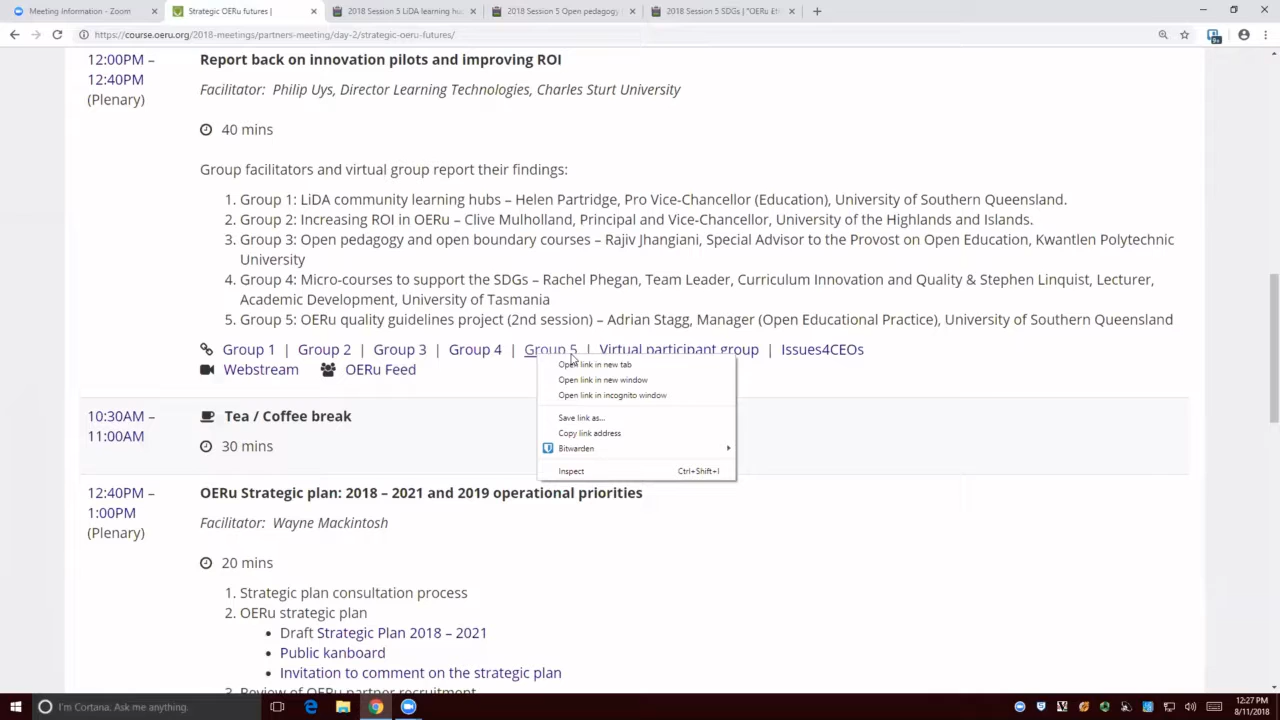 Meeting Information - Zoom
Strategic OERu futures |
2018 Session 5 LiDA learning hu
2018 Session 5 Open pedagogy
2018 Session 5 SDGs | "OERu Et
https://course.oeru.org/2018-meetings/partners-meeting/day-2/strategic-oeru-futures/
12:00PM –
12:40PM
(Plenary)
Report back on innovation pilots and improving ROI
Facilitator: Philip Uys, Director Learning Technologies, Charles Sturt University
40 mins
Group facilitators and virtual group report their findings:
1. Group 1: LiDA community learning hubs – Helen Partridge, Pro Vice-Chancellor (Education), University of Southern Queensland.
2. Group 2: Increasing ROI in OERu – Clive Mulholland, Principal and Vice-Chancellor, University of the Highlands and Islands.
3. Group 3: Open pedagogy and open boundary courses – Rajiv Jhangiani, Special Advisor to the Provost on Open Education, Kwantlen Polytechnic
University
4. Group 4: Micro-courses to support the SDGs – Rachel Phegan, Team Leader, Curriculum Innovation and Quality & Stephen Linquist, Lecturer,
Academic Development, University of Tasmania
5. Group 5: OERu quality guidelines project (2nd session) – Adrian Stagg, Manager (Open Educational Practice), University of Southern Queensland
Group 1 | Group 2 | Group 3 | Group 4 | Group 5 | Virtual participant group | Issues4CEOs
Webstream OERu Feed
Open link in new tab
Open link in new window
Open link in incognito window
Save link as...
Copy link address
Bitwarden
Inspect Ctrl+Shift+I
10:30AM –
11:00AM
Tea / Coffee break
30 mins
12:40PM –
1:00PM
(Plenary)
OERu Strategic plan: 2018 – 2021 and 2019 operational priorities
Facilitator: Wayne Mackintosh
20 mins
1. Strategic plan consultation process
2. OERu strategic plan
• Draft Strategic Plan 2018 – 2021
• Public kanboard
• Invitation to comment on the strategic plan
3. Review of OERu partner recruitment
I'm Cortana. Ask me anything.
12:27 PM
8/11/2018